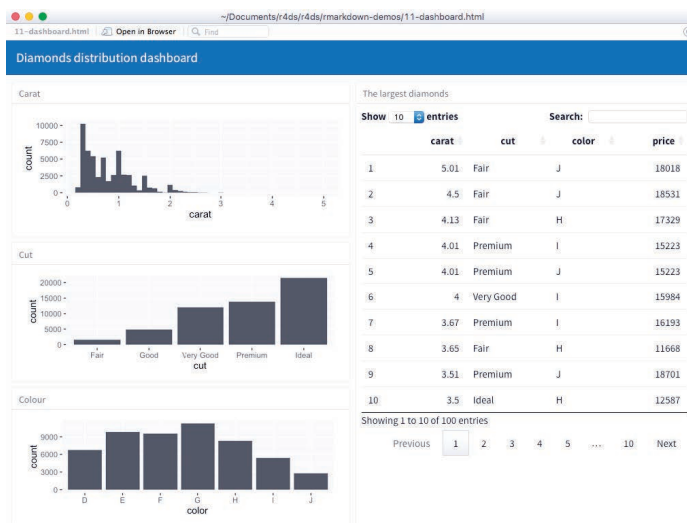 ~/Documents/r4ds/r4ds/rmarkdown-demos/11-dashboard.html
11-dashboard.html Open in Browser Find
Diamonds distribution dashboard
Carat
10000
7500
5000
2500
0
count
0 1 2 3 4 5
carat
Cut
20000
15000
10000
5000
0
count
Fair Good Very Good Premium Ideal
cut
Colour
9000
6000
3000
0
count
D E F G H I J
color
The largest diamonds
Show 10 entries Search:
carat cut color price
1 5.01 Fair J 18018
2 4.5 Fair J 18531
3 4.13 Fair H 17329
4 4.01 Premium I 15223
5 4.01 Premium J 15223
6 4 Very Good I 15984
7 3.67 Premium I 16193
8 3.65 Fair H 11668
9 3.51 Premium J 18701
10 3.5 Ideal H 12587
Showing 1 to 10 of 100 entries
Previous 1 2 3 4 5 ... 10 Next